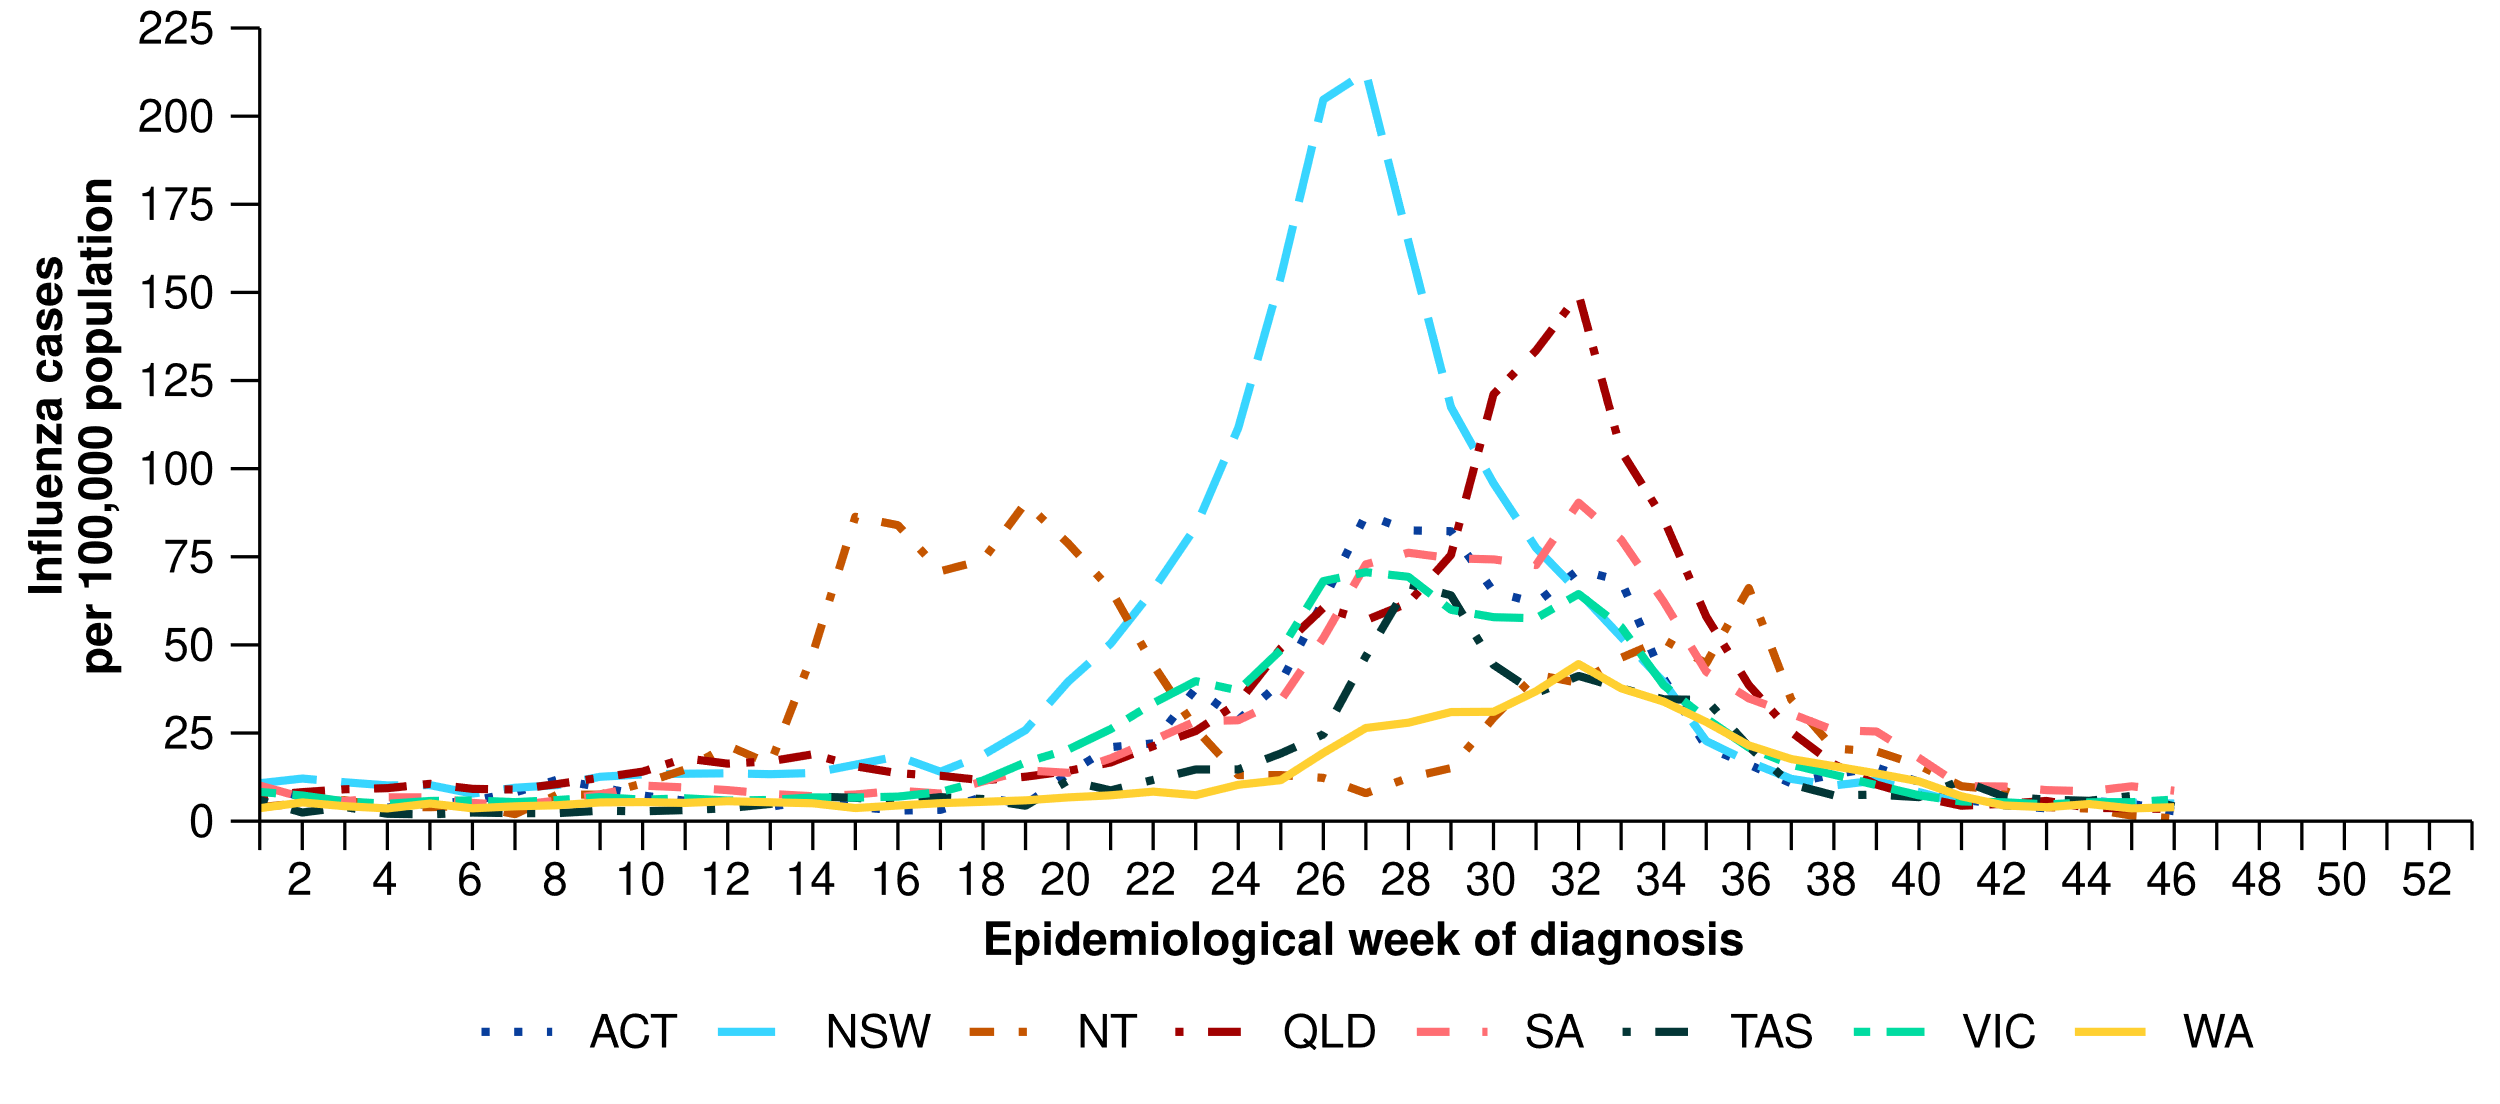 225
200
175
150
125
100
75
50
25
0
Influenza cases
per 100,000 population
2 4 6 8 10 12 14 16 18 20 22 24 26 28 30 32 34 36 38 40 42 44 46 48 50 52
Epidemiological week of diagnosis
ACT NSW NT QLD SA TAS VIC WA